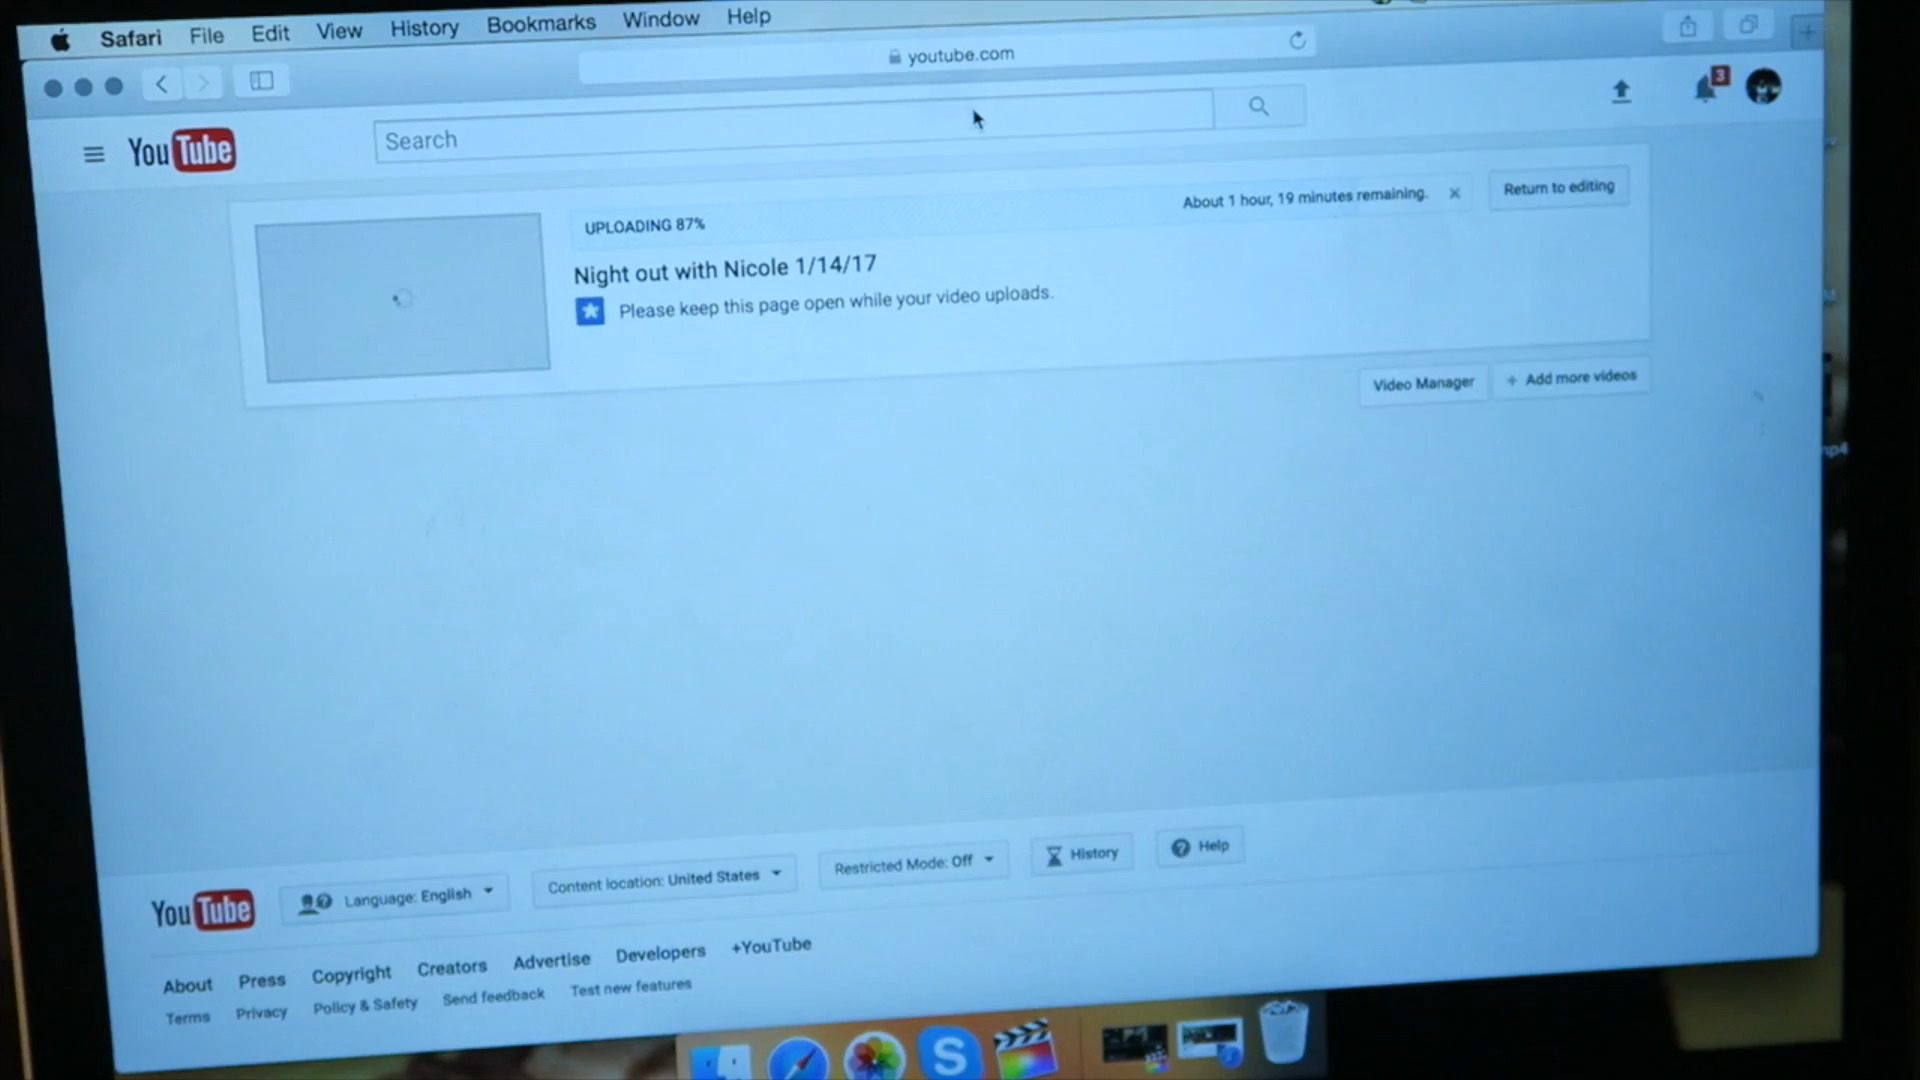 Safari File Edit View History Bookmarks Window Help
youtube.com
3
YouTube
Search
UPLOADING 87%
About 1 hour, 19 minutes remaining.
Return to editing
Night out with Nicole 1/14/17
Please keep this page open while your video uploads.
Video Manager
+ Add more videos
YouTube
Language: English
Content location: United States
Restricted Mode: Off
History
Help
About Press Copyright Creators Advertise Developers +YouTube
Terms Privacy Policy & Safety Send feedback Test new features
S